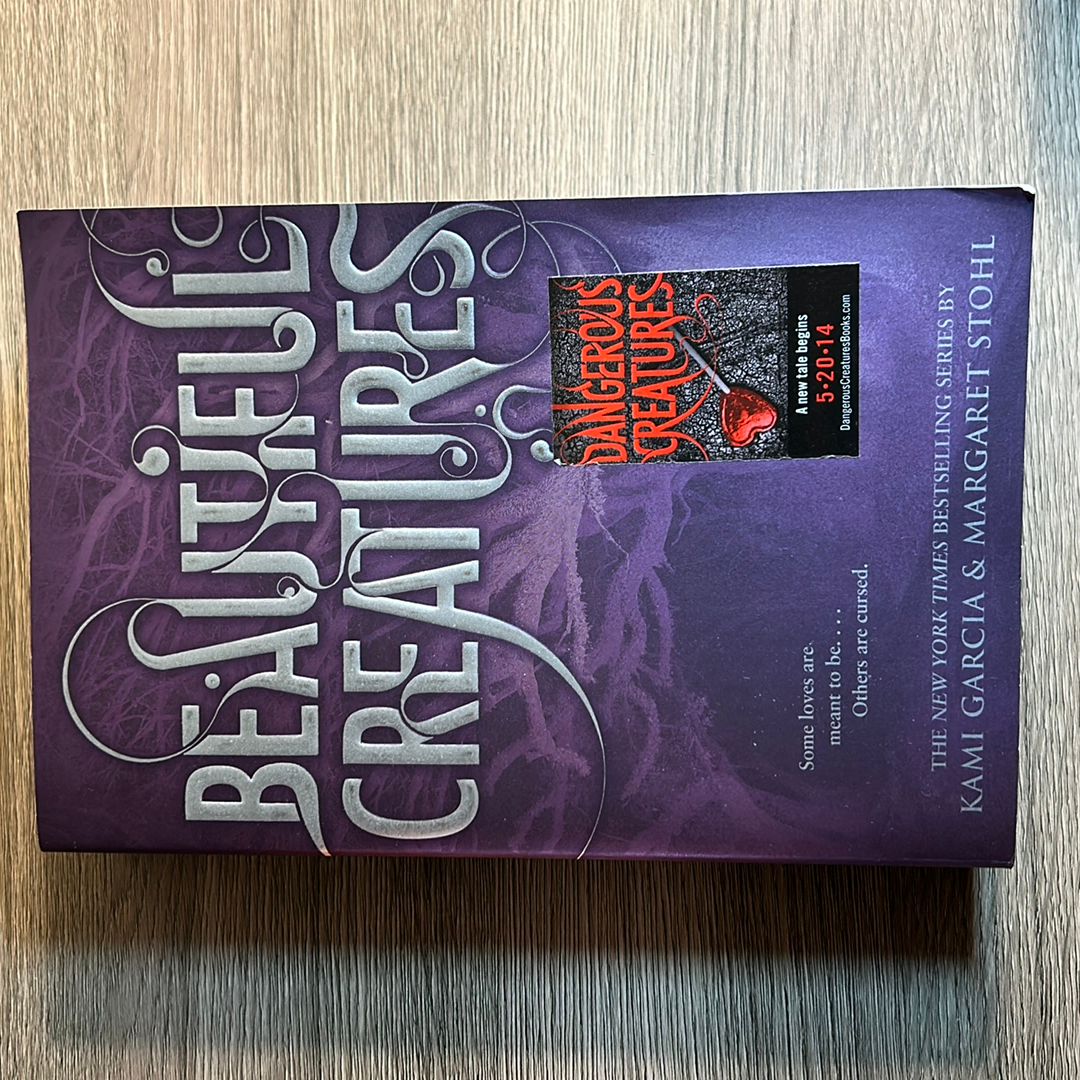 BEAUTIFUL
CREATURES
DANGEROUS
CREATURES
A new tale begins
5•20•14
DangerousCreaturesBooks.com
Some loves are
meant to be....
Others are cursed.
THE NEW YORK TIMES BESTSELLING SERIES BY
KAMI GARCIA & MARGARET STOHL